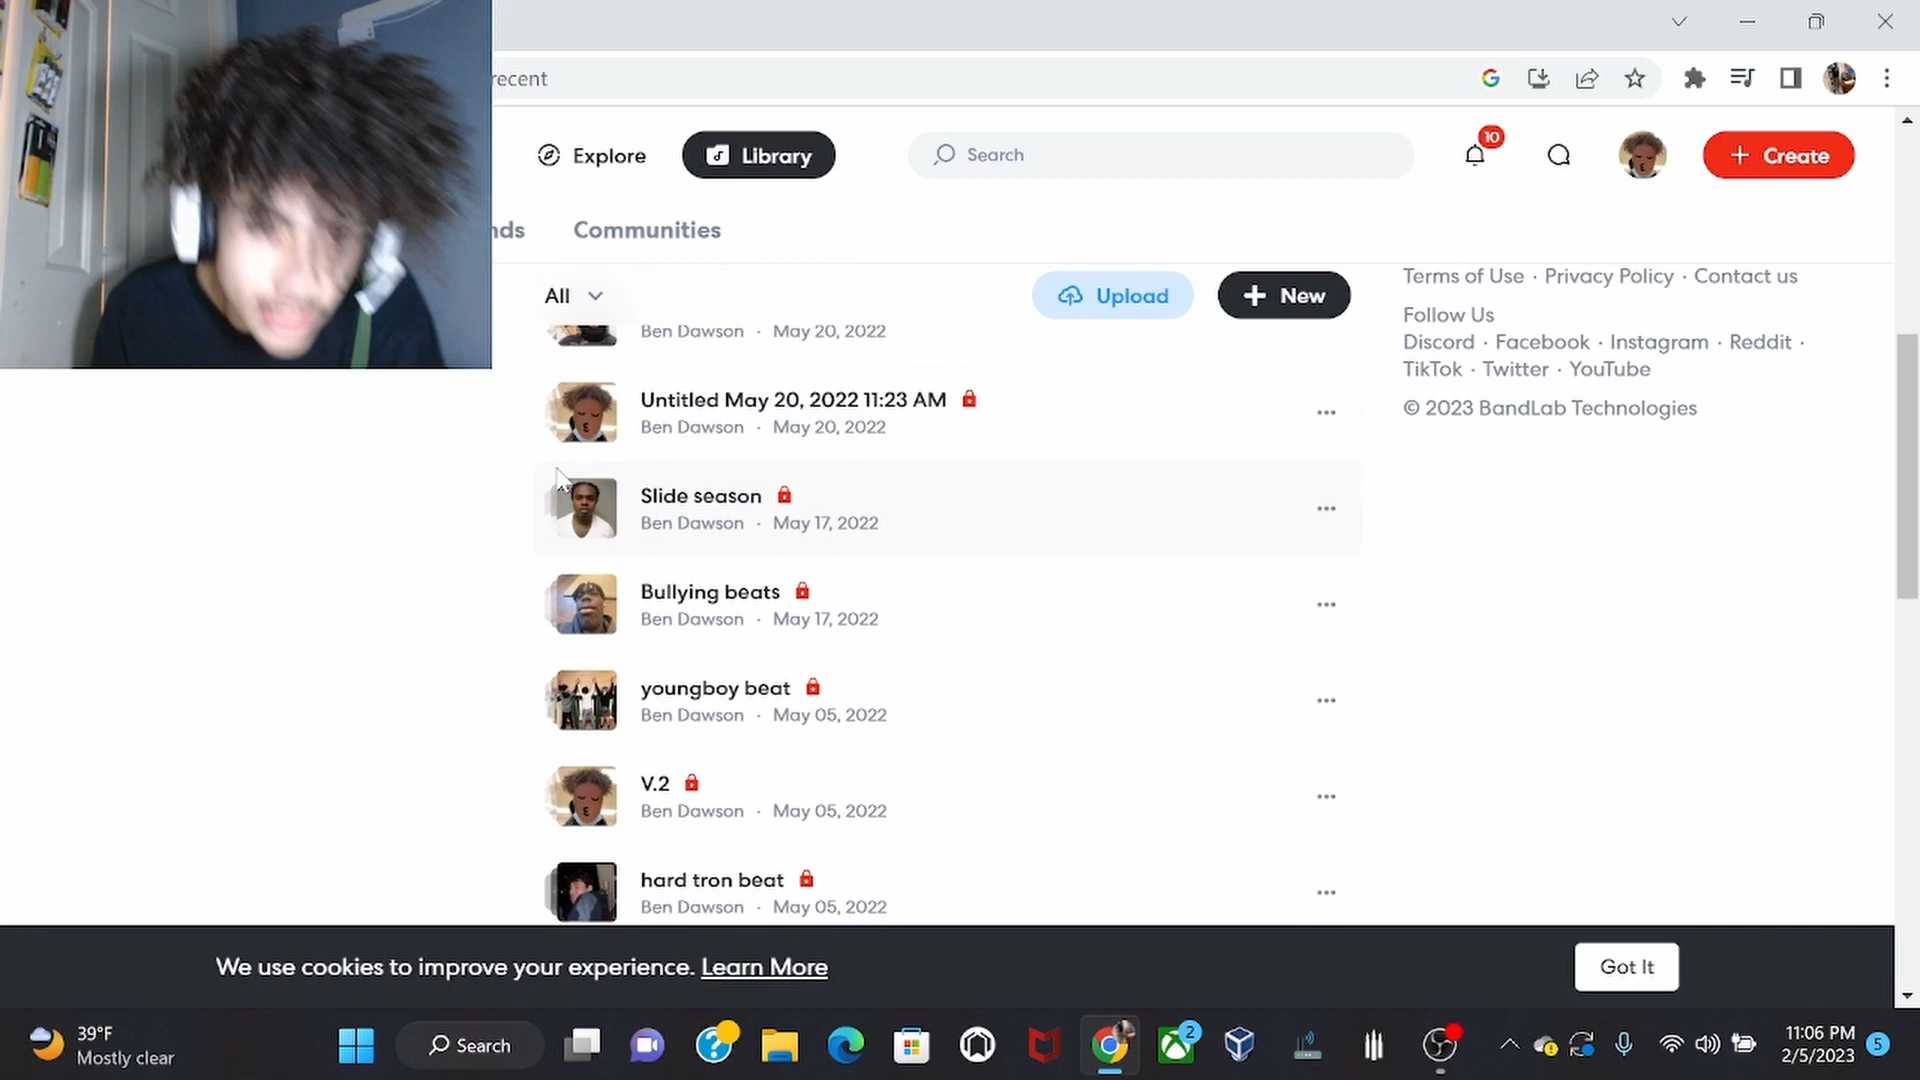 recent
Explore
Library
Search
10
Create
nds
Communities
All
Upload
New
Ben Dawson · May 20, 2022
Untitled May 20, 2022 11:23 AM
Ben Dawson · May 20, 2022
Slide season
Ben Dawson · May 17, 2022
Bullying beats
Ben Dawson · May 17, 2022
youngboy beat
Ben Dawson · May 05, 2022
V.2
Ben Dawson · May 05, 2022
hard tron beat
Ben Dawson · May 05, 2022
Terms of Use · Privacy Policy · Contact us
Follow Us
Discord · Facebook · Instagram · Reddit ·
TikTok · Twitter · YouTube
© 2023 BandLab Technologies
We use cookies to improve your experience. Learn More
Got It
39°F
Mostly clear
Search
2
11:06 PM
2/5/2023
5